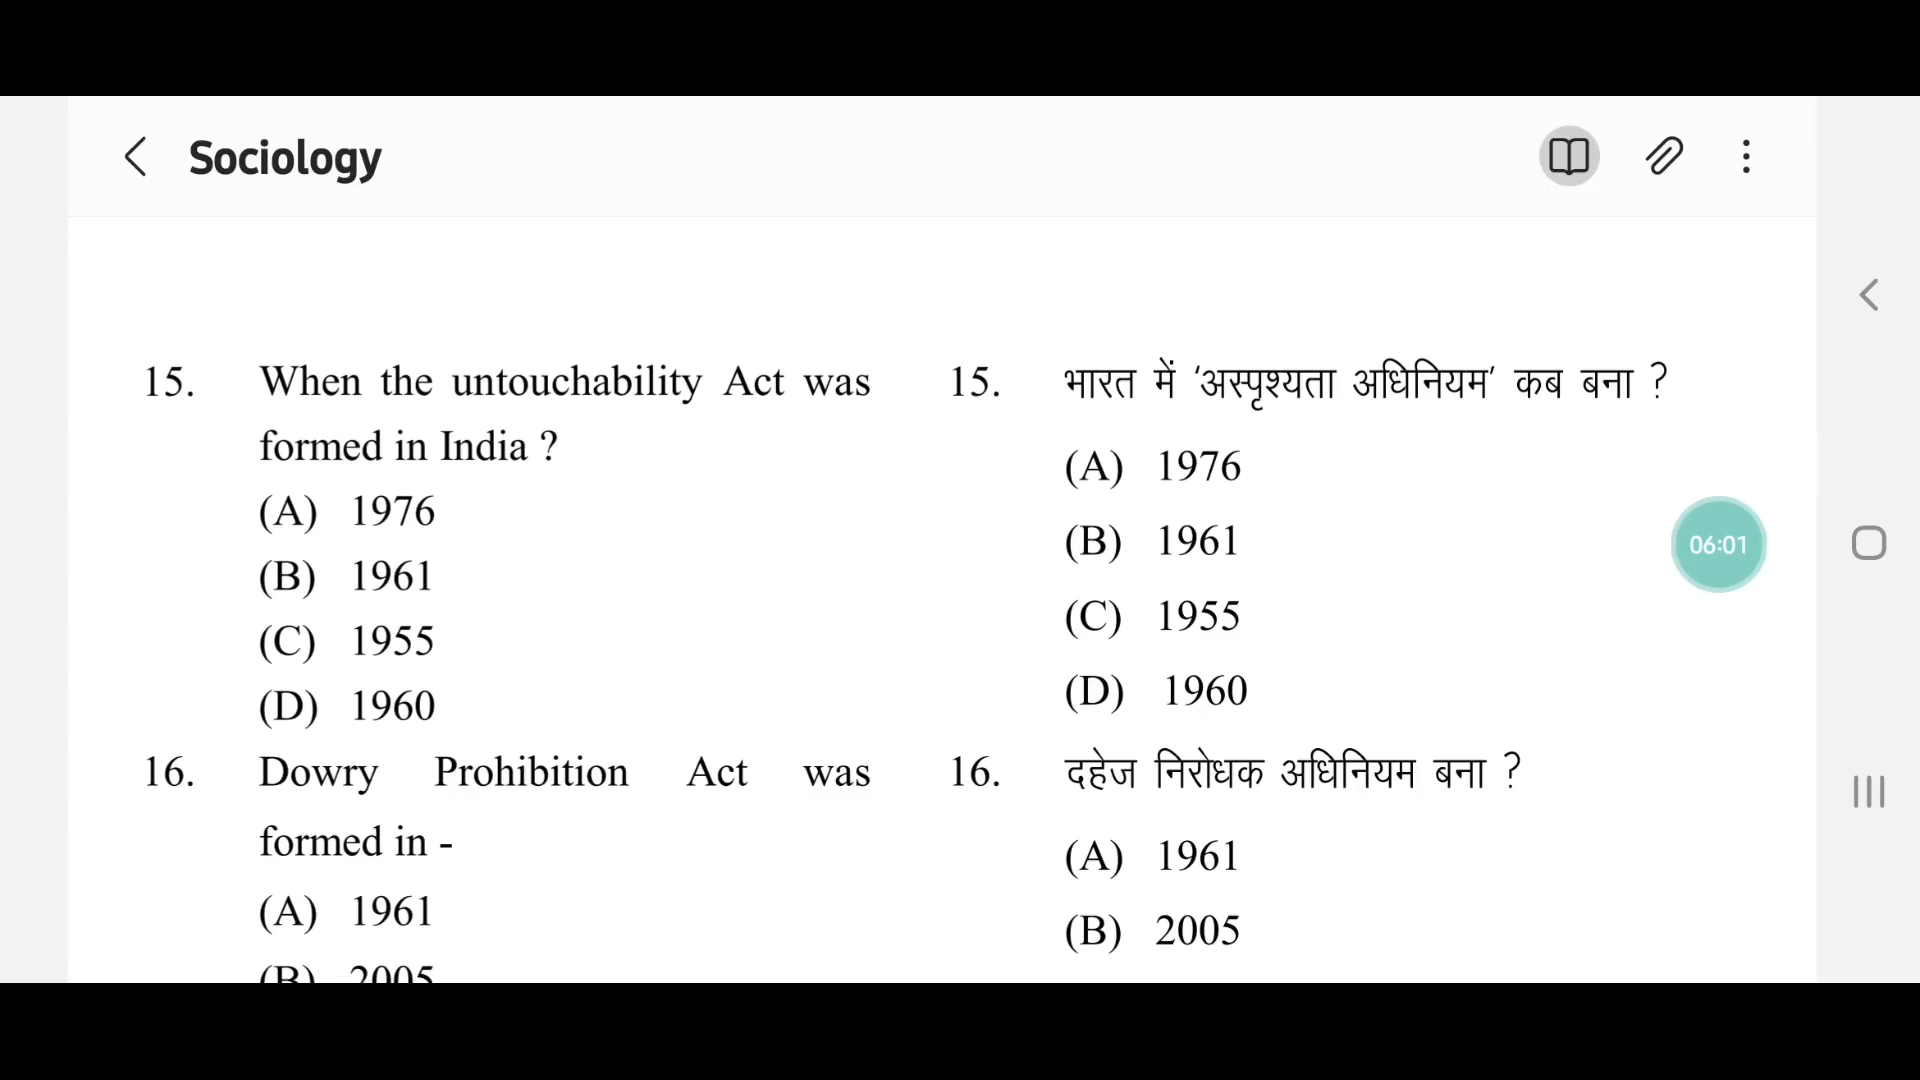 Sociology
15. When the untouchability Act was
formed in India ?
(A) 1976
(B) 1961
(C) 1955
(D) 1960
16. Dowry Prohibition Act was
formed in -
(A) 1961
(B) 2005
15. भारत में ‘अस्पृश्यता अधिनियम’ कब बना ?
(A) 1976
(B) 1961
(C) 1955
(D) 1960
16. दहेज निरोधक अधिनियम बना ?
(A) 1961
(B) 2005
06:01